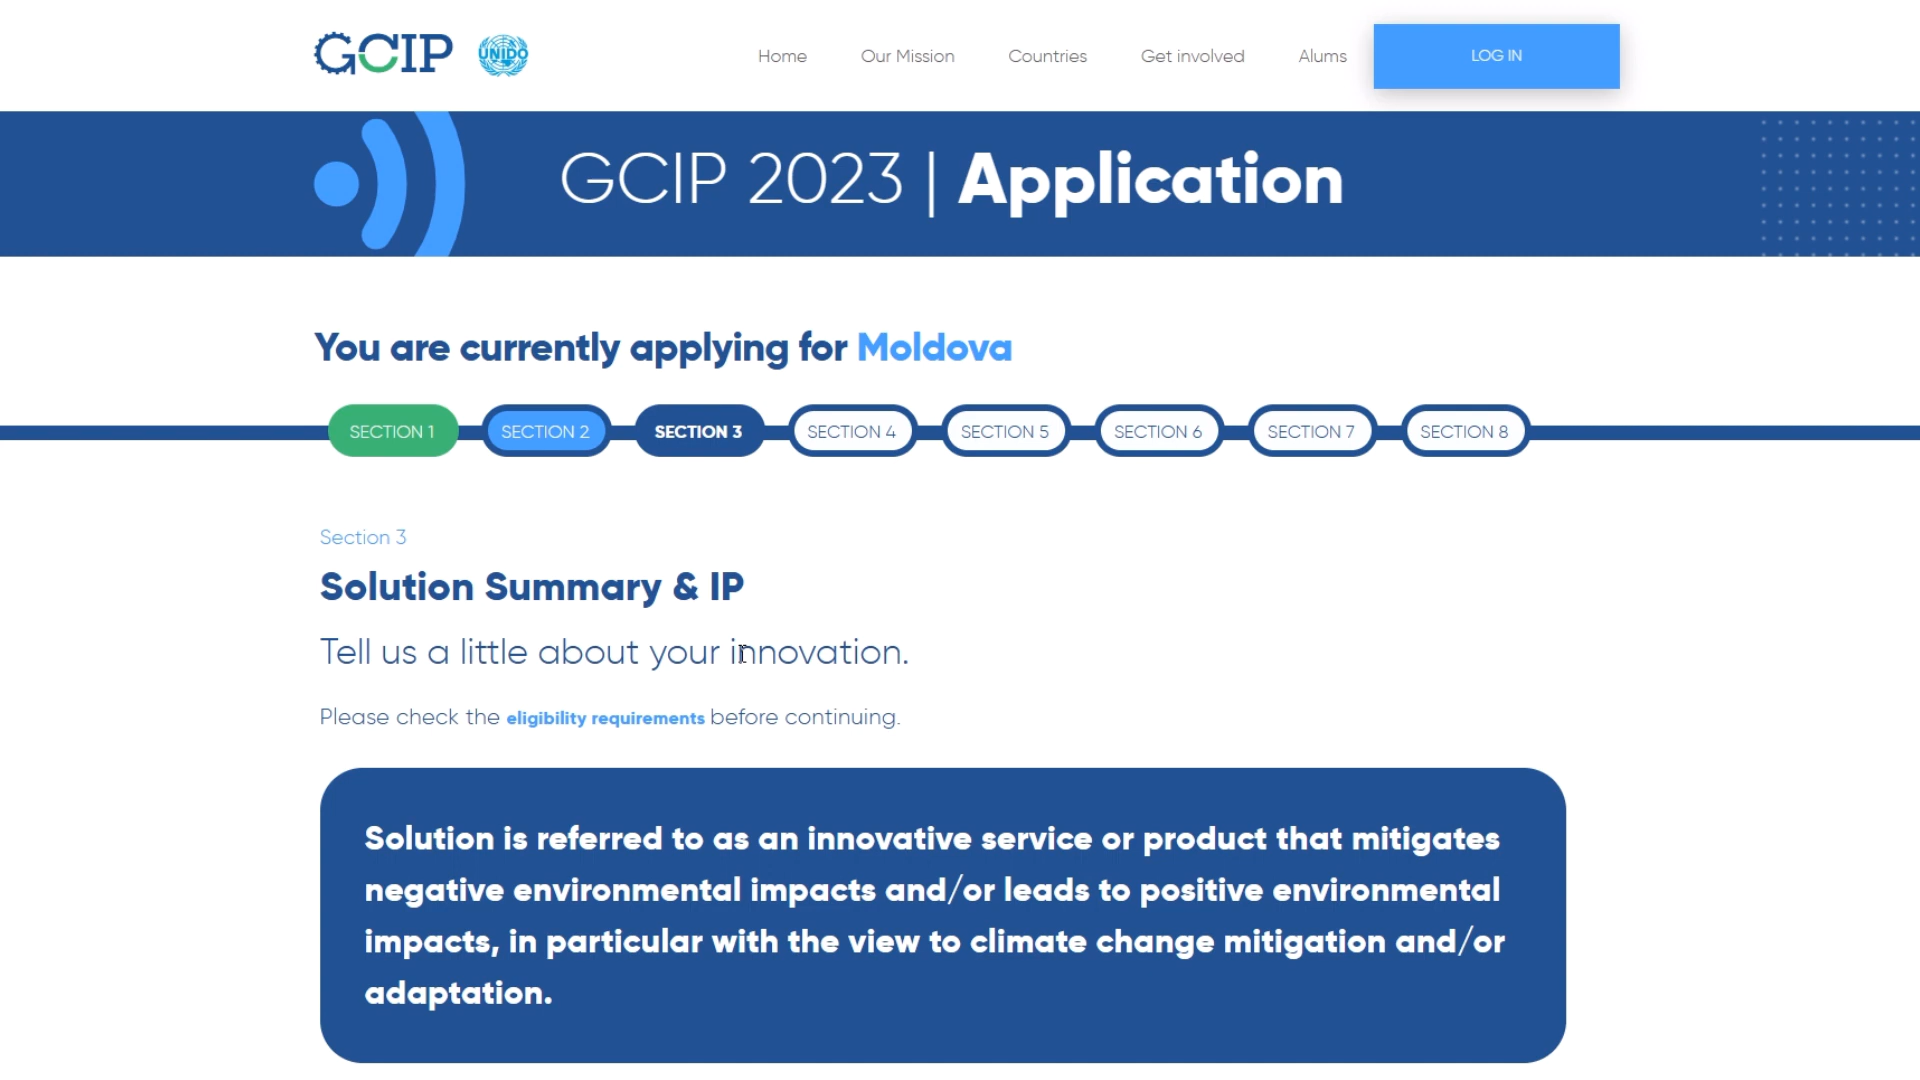 GCIP
UNIDO
Home
Our Mission
Countries
Get involved
Alums
LOG IN
GCIP 2023 | Application
You are currently applying for Moldova
SECTION 1
SECTION 2
SECTION 3
SECTION 4
SECTION 5
SECTION 6
SECTION 7
SECTION 8
Section 3
Solution Summary & IP
Tell us a little about your innovation.
Please check the eligibility requirements before continuing.
Solution is referred to as an innovative service or product that mitigates
negative environmental impacts and/or leads to positive environmental
impacts, in particular with the view to climate change mitigation and/or
adaptation.